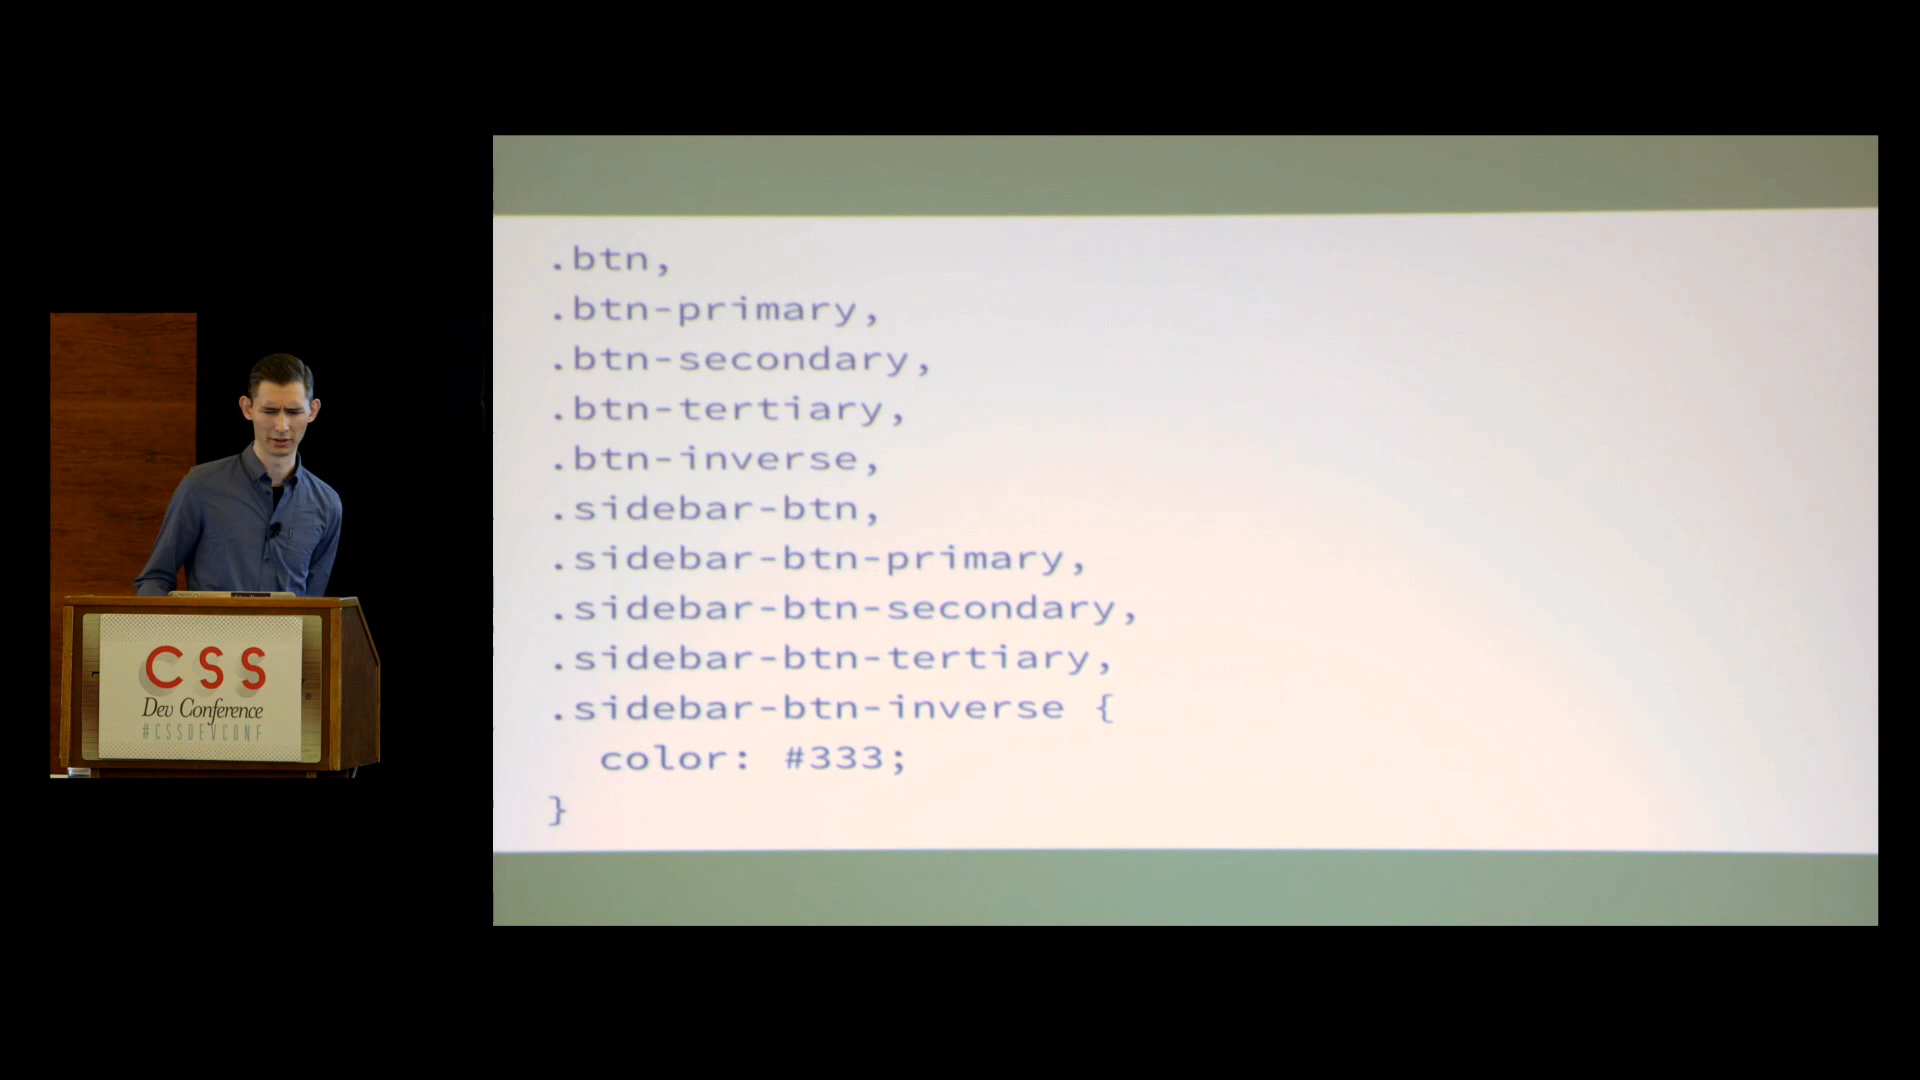 .btn,
.btn-primary,
.btn-secondary,
.btn-tertiary,
.btn-inverse,
.sidebar-btn,
.sidebar-btn-primary,
.sidebar-btn-secondary,
.sidebar-btn-tertiary,
.sidebar-btn-inverse {
color: #333;
}
CSS
Dev Conference
#CSSDEVCONF